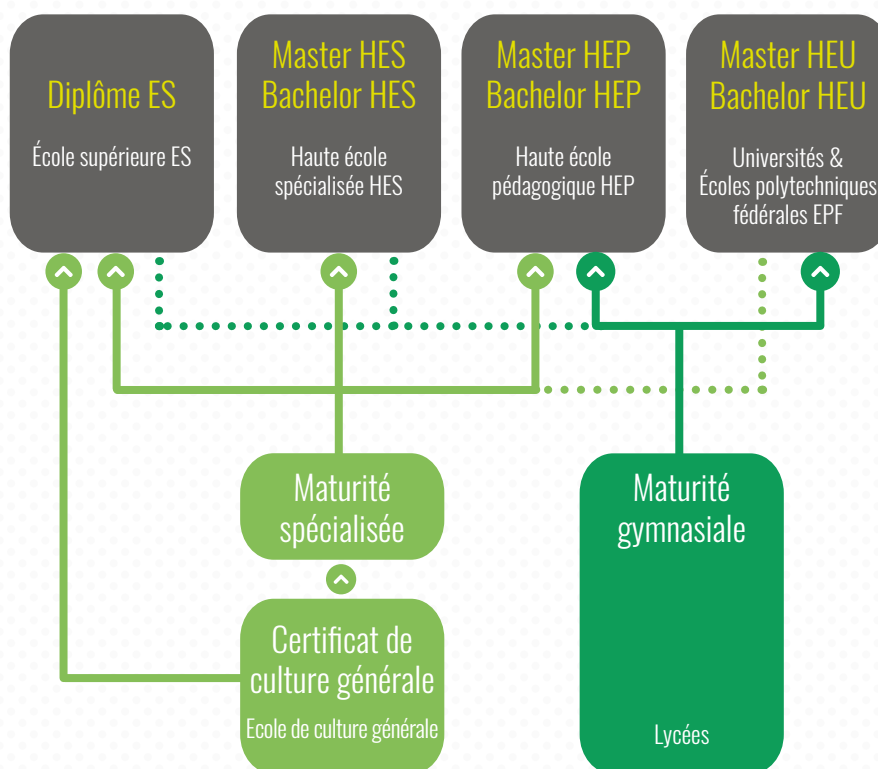 Diplôme ES
École supérieure ES
Master HES
Bachelor HES
Haute école
spécialisée HES
Master HEP
Bachelor HEP
Haute école
pédagogique HEP
Master HEU
Bachelor HEU
Universités &
Écoles polytechniques
fédérales EPF
Maturité
spécialisée
Certificat de
culture générale
Ecole de culture générale
Maturité
gymnasiale
Lycées